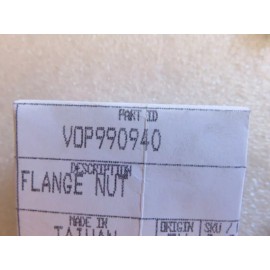 PART ID
VOP990940
DESCRIPTION
FLANGE NUT
MADE IN
ORIGIN SKU /
TAIWAN